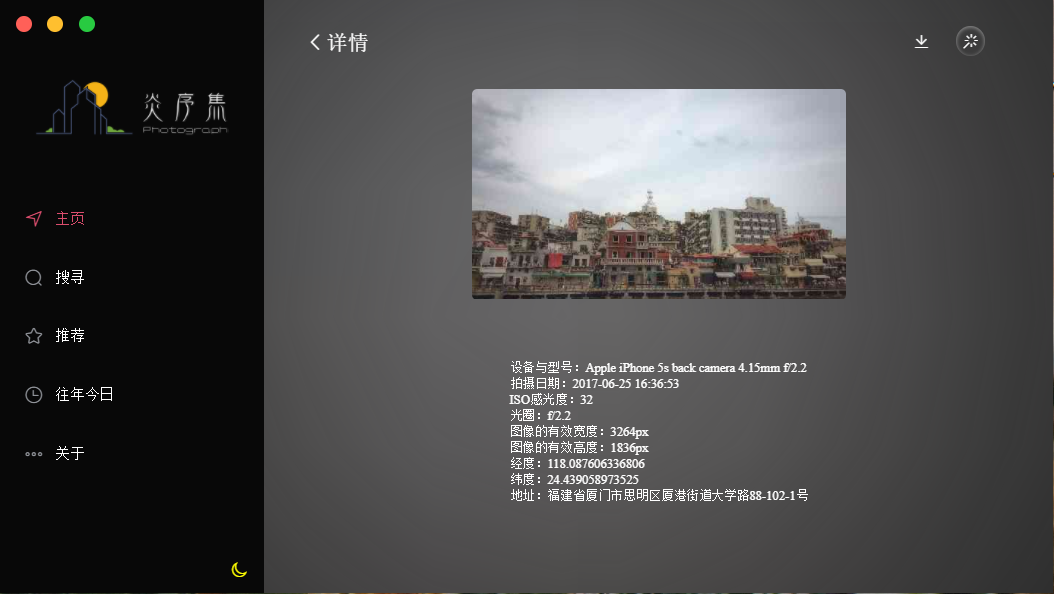 详情
炎序集
Photograph
主页
搜寻
推荐
往年今日
关于
设备与型号：Apple iPhone 5s back camera 4.15mm f/2.2
拍摄日期：2017-06-25 16:36:53
ISO感光度：32
光圈：f/2.2
图像的有效宽度：3264px
图像的有效高度：1836px
经度：118.087606336806
纬度：24.439058973525
地址：福建省厦门市思明区厦港街道大学路88-102-1号